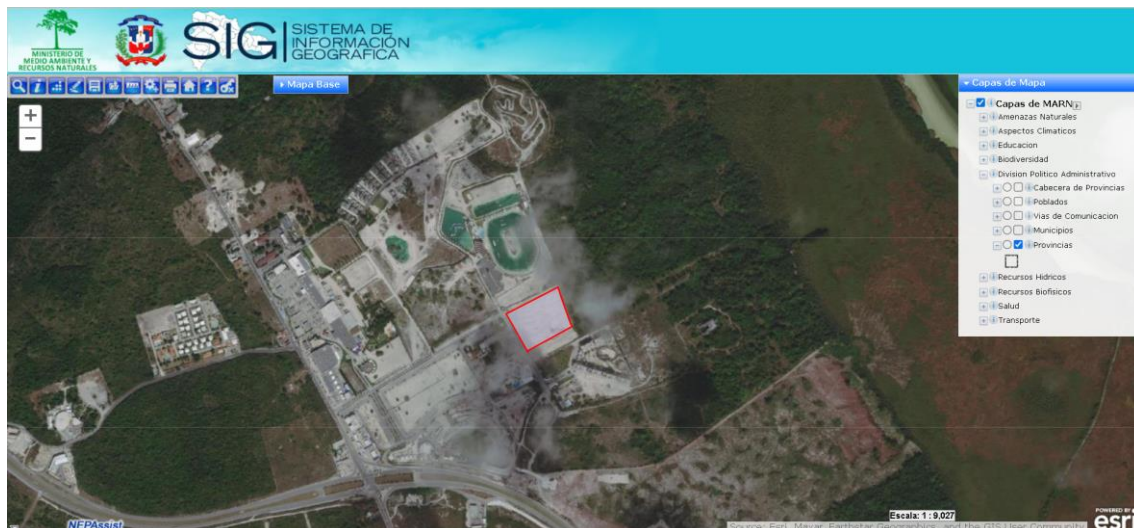 MINISTERIO DE
MEDIO AMBIENTE Y
RECURSOS NATURALES
SIG
SISTEMA DE
INFORMACIÓN
GEOGRAFICA
Mapa Base
+
−
Capas de Mapa
Capas de MARN
Amenazas Naturales
Aspectos Climaticos
Educacion
Biodiversidad
Division Politico Administrativo
Cabecera de Provincias
Poblados
Vias de Comunicacion
Municipios
Provincias
Recursos Hidricos
Recursos Biofisicos
Salud
Transporte
NEPAssist
Escala: 1 : 9,027
Source: Esri, Maxar, Earthstar Geographics, and the GIS User Community
POWERED BY
esri